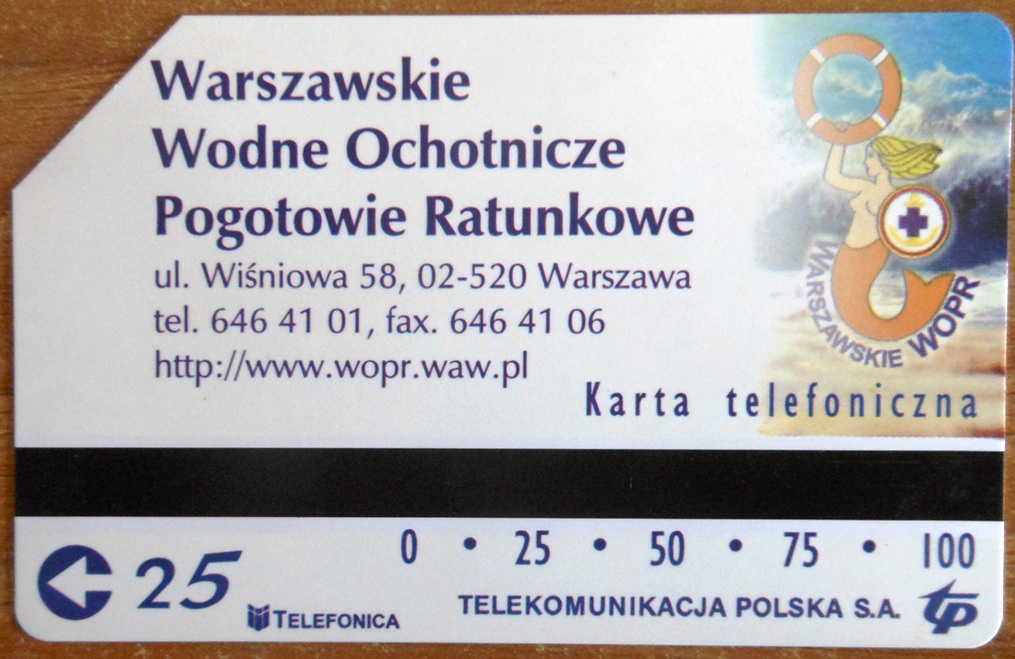 Warszawskie
Wodne Ochotnicze
Pogotowie Ratunkowe
ul. Wiśniowa 58, 02-520 Warszawa
tel. 646 41 01, fax. 646 41 06
http://www.wopr.waw.pl
WARSZAWSKIE WOPR
Karta telefoniczna
0 • 25 • 50 • 75 • 100
25
TELEFONICA
TELEKOMUNIKACJA POLSKA S.A.
tp